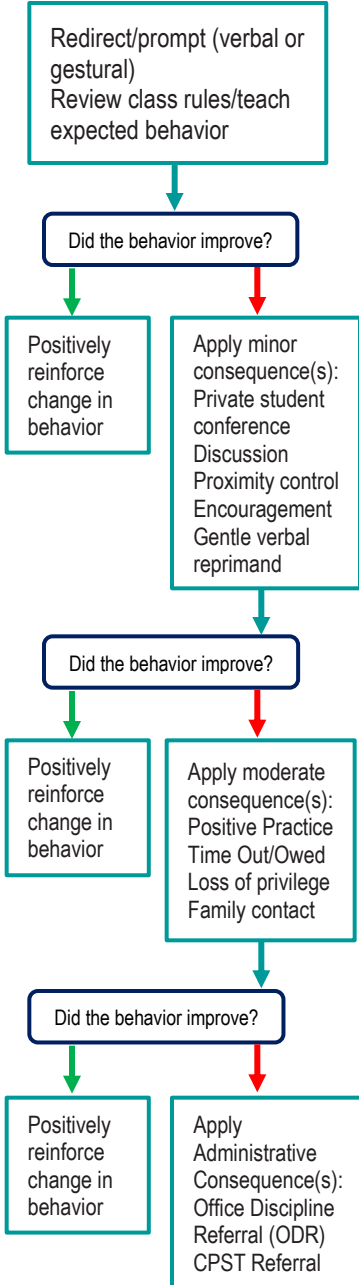 Redirect/prompt (verbal or
gestural)
Review class rules/teach
expected behavior
Did the behavior improve?
Positively
reinforce
change in
behavior
Apply minor
consequence(s):
Private student
conference
Discussion
Proximity control
Encouragement
Gentle verbal
reprimand
Did the behavior improve?
Positively
reinforce
change in
behavior
Apply moderate
consequence(s):
Positive Practice
Time Out/Owed
Loss of privilege
Family contact
Did the behavior improve?
Positively
reinforce
change in
behavior
Apply
Administrative
Consequence(s):
Office Discipline
Referral (ODR)
CPST Referral